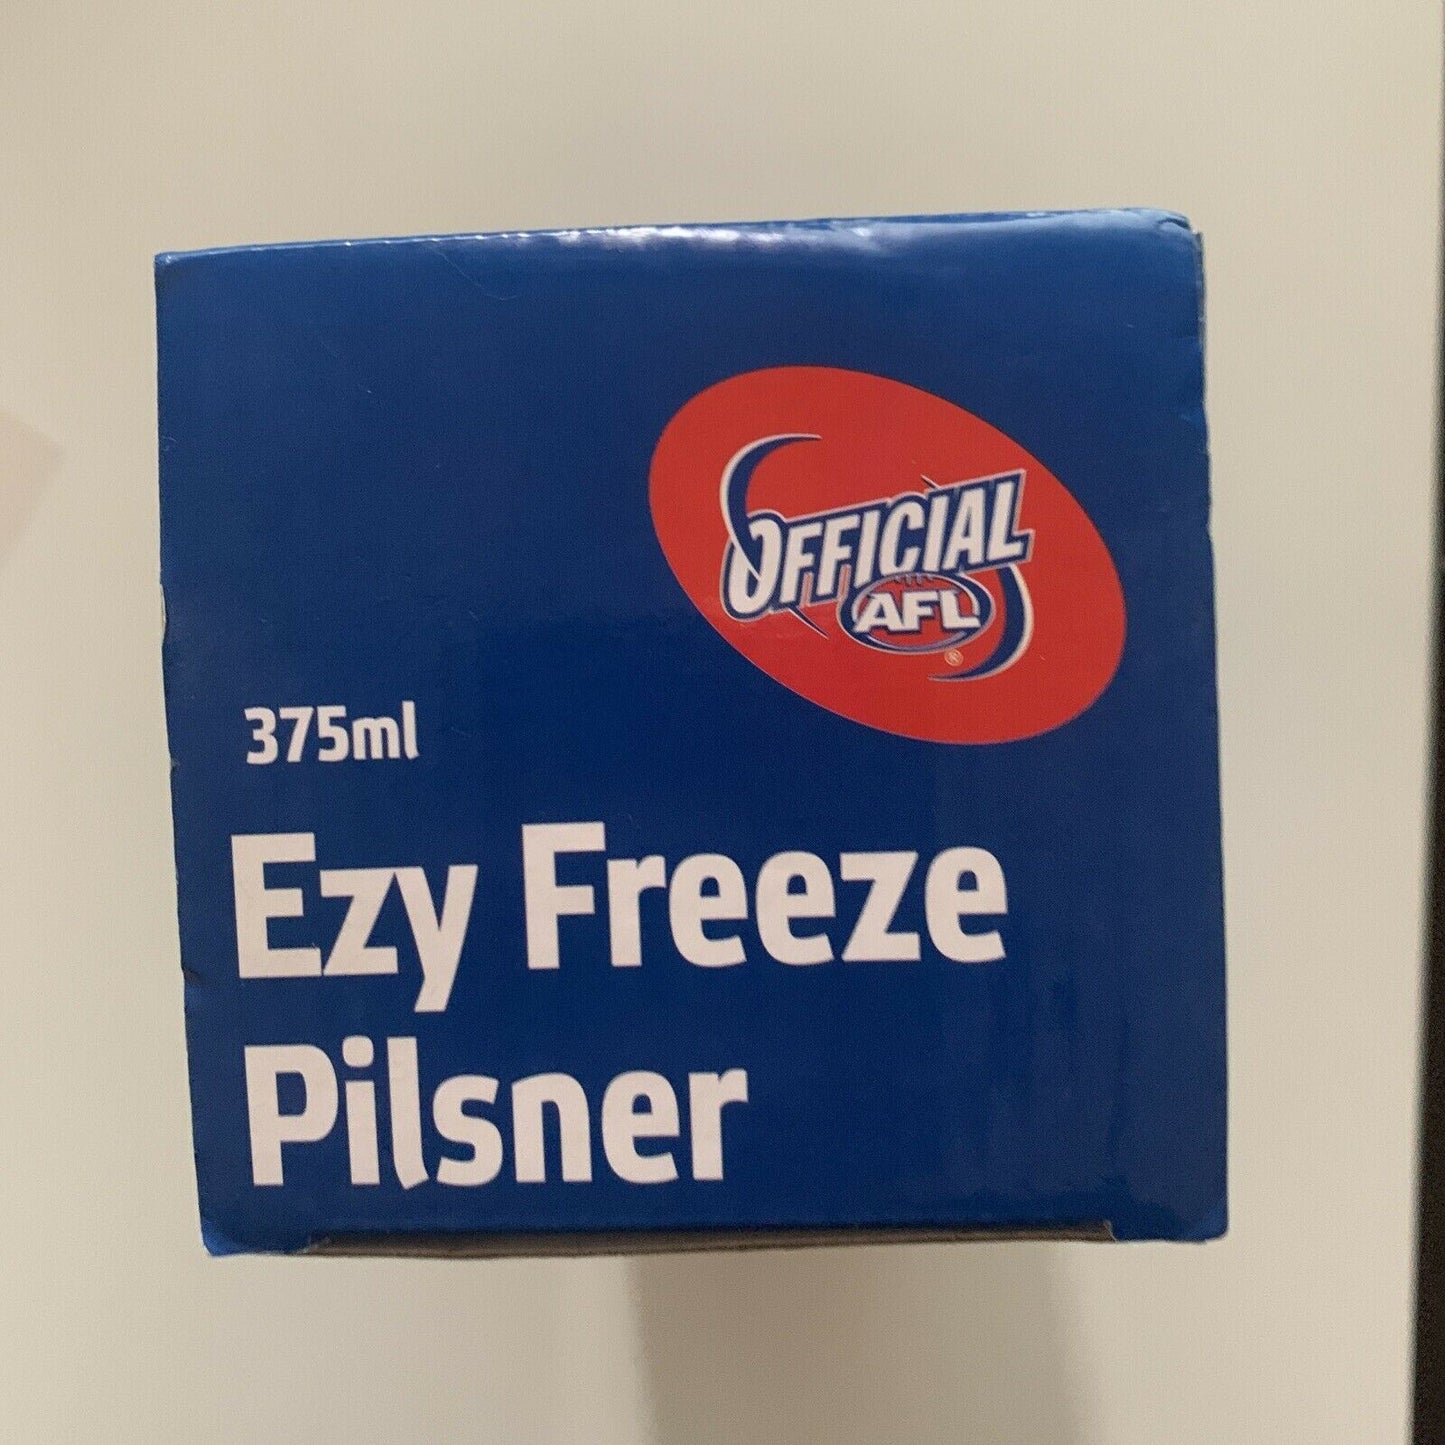 OFFICIAL
AFL
®
375ml
Ezy Freeze
Pilsner